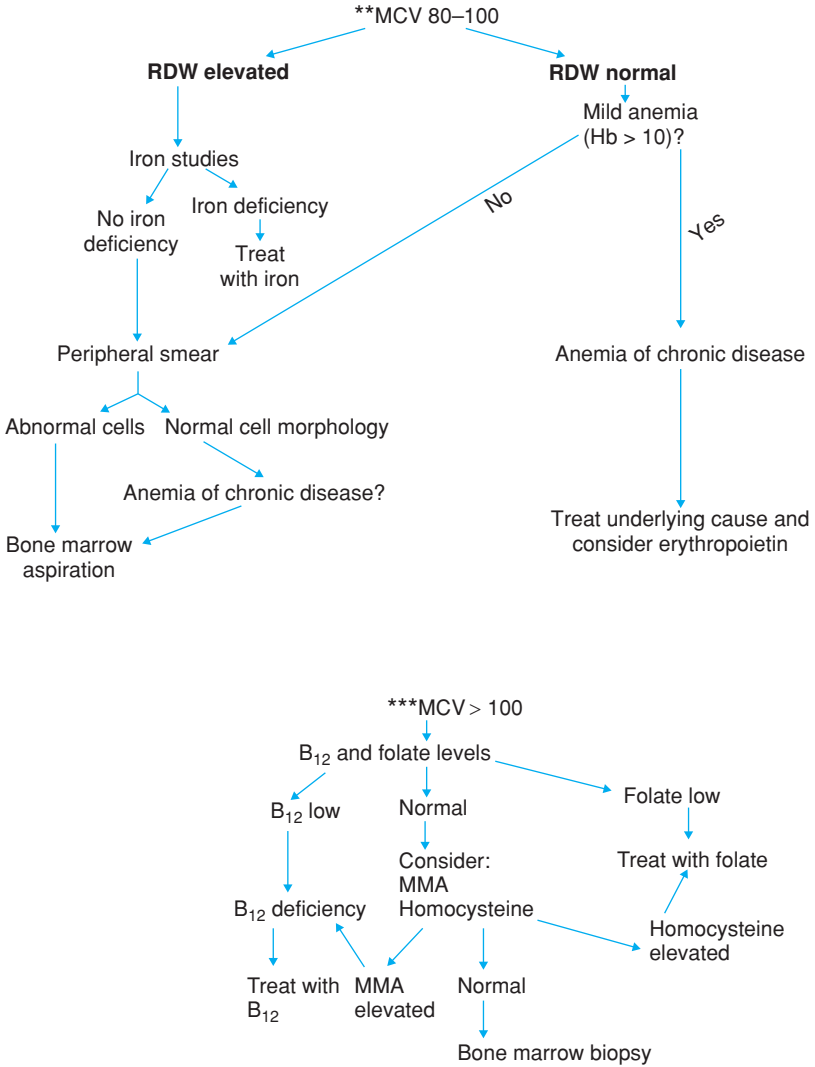 **MCV 80–100
RDW elevated
RDW normal
Mild anemia
(Hb > 10)?
Iron studies
No iron
deficiency
Iron deficiency
Treat
with iron
No
Yes
Peripheral smear
Anemia of chronic disease
Abnormal cells
Normal cell morphology
Anemia of chronic disease?
Bone marrow
aspiration
Treat underlying cause and
consider erythropoietin
***MCV > 100
B12 and folate levels
B12 low
Normal
Folate low
Consider:
MMA
Homocysteine
Treat with folate
B12 deficiency
Homocysteine
elevated
Treat with
B12
MMA
elevated
Normal
Bone marrow biopsy